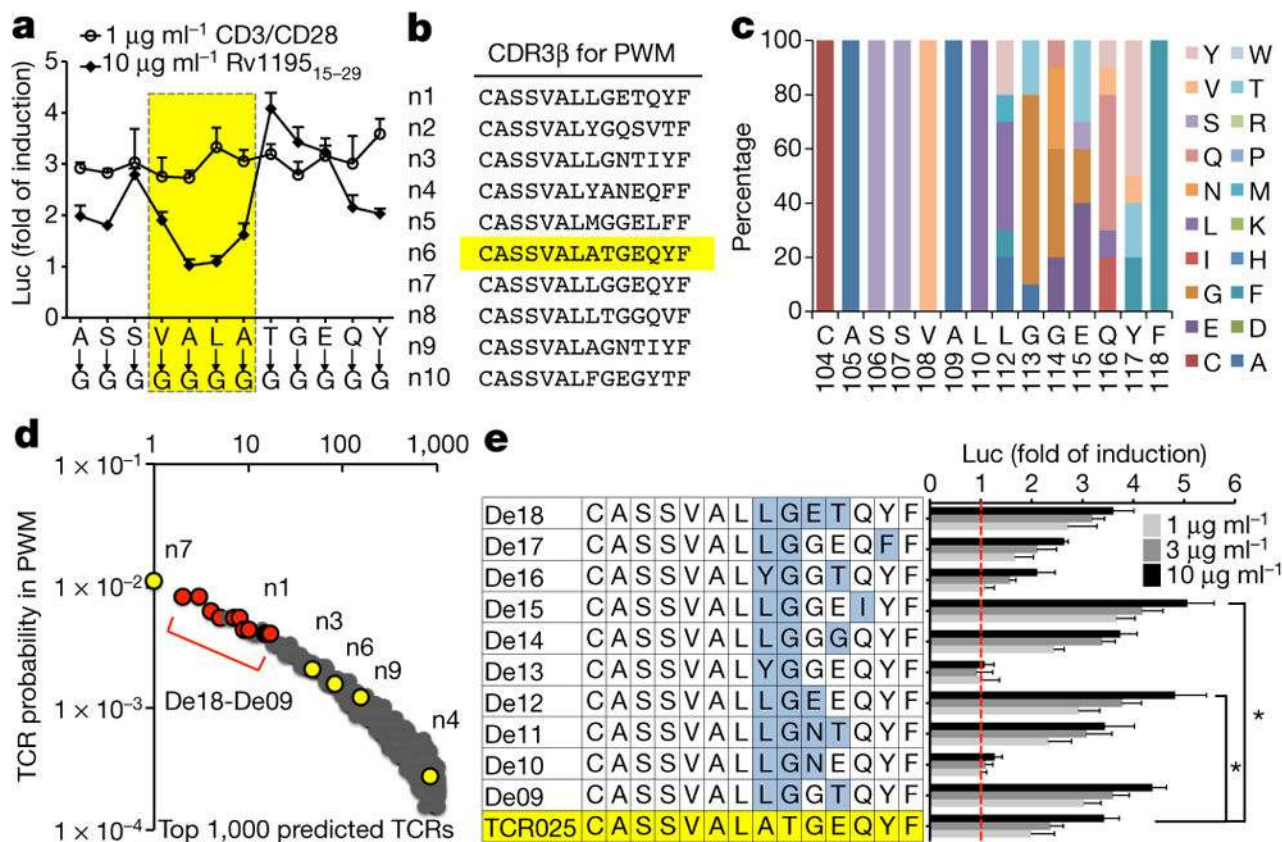 a
1 µg ml−1 CD3/CD28
10 µg ml−1 Rv119515–29
Luc (fold of induction)
5
4
3
2
1
0
A S S V A L A T G E Q Y
G G G G G G G G G G G G
b
CDR3β for PWM
n1 CASSVALLGETQYF
n2 CASSVALYGQSVTF
n3 CASSVALLGNTIYF
n4 CASSVALYANEQFF
n5 CASSVALMGGELFF
n6 CASSVALATGEQYF
n7 CASSVALLGGEQYF
n8 CASSVALLTGGQVF
n9 CASSVALAGNTIYF
n10 CASSVALFGEGYTF
c
Percentage
100
80
60
40
20
0
C A S S V A L L G G E Q Y F
104 105 106 107 108 109 110 112 113 114 115 116 117 118
Y W
V T
S R
Q P
N M
L K
I H
G F
E D
C A
d
1 10 100 1,000
TCR probability in PWM
1 × 10−1
1 × 10−2
1 × 10−3
1 × 10−4
n7
n1
n3
n6
n9
n4
De18-De09
Top 1,000 predicted TCRs
e
Luc (fold of induction)
0 1 2 3 4 5 6
De18 C A S S V A L L G E T Q Y F
De17 C A S S V A L L G G E Q F F
De16 C A S S V A L Y G G T Q Y F
De15 C A S S V A L L G G E I Y F
De14 C A S S V A L L G G G Q Y F
De13 C A S S V A L Y G G E Q Y F
De12 C A S S V A L L G E E Q Y F
De11 C A S S V A L L G N T Q Y F
De10 C A S S V A L L G N E Q Y F
De09 C A S S V A L L G G T Q Y F
TCR025 C A S S V A L A T G E Q Y F
1 µg ml−1
3 µg ml−1
10 µg ml−1
*
*